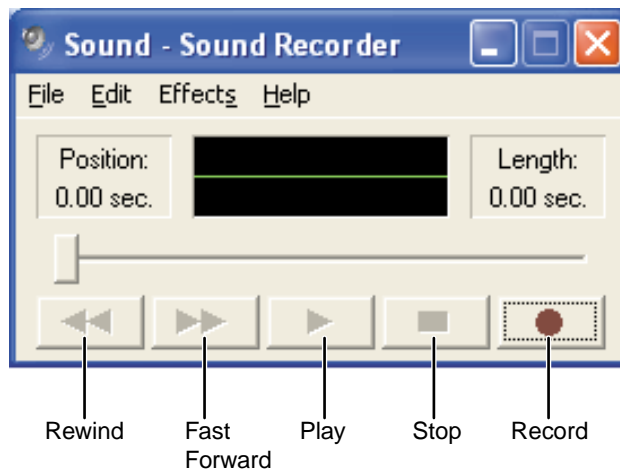 Sound - Sound Recorder
File Edit Effects Help
Position:
0.00 sec.
Length:
0.00 sec.
Rewind
Fast
Forward
Play
Stop
Record